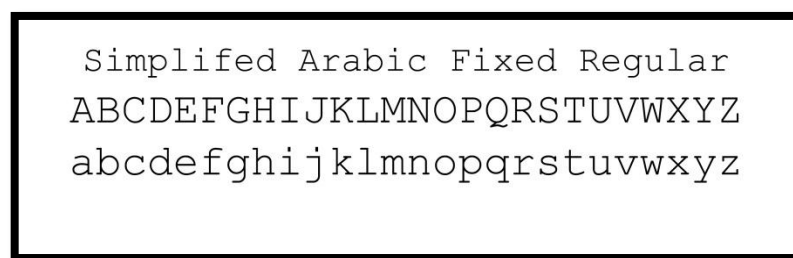 Simplifed Arabic Fixed Regular
ABCDEFGHIJKLMNOPQRSTUVWXYZ
abcdefghijklmnopqrstuvwxyz